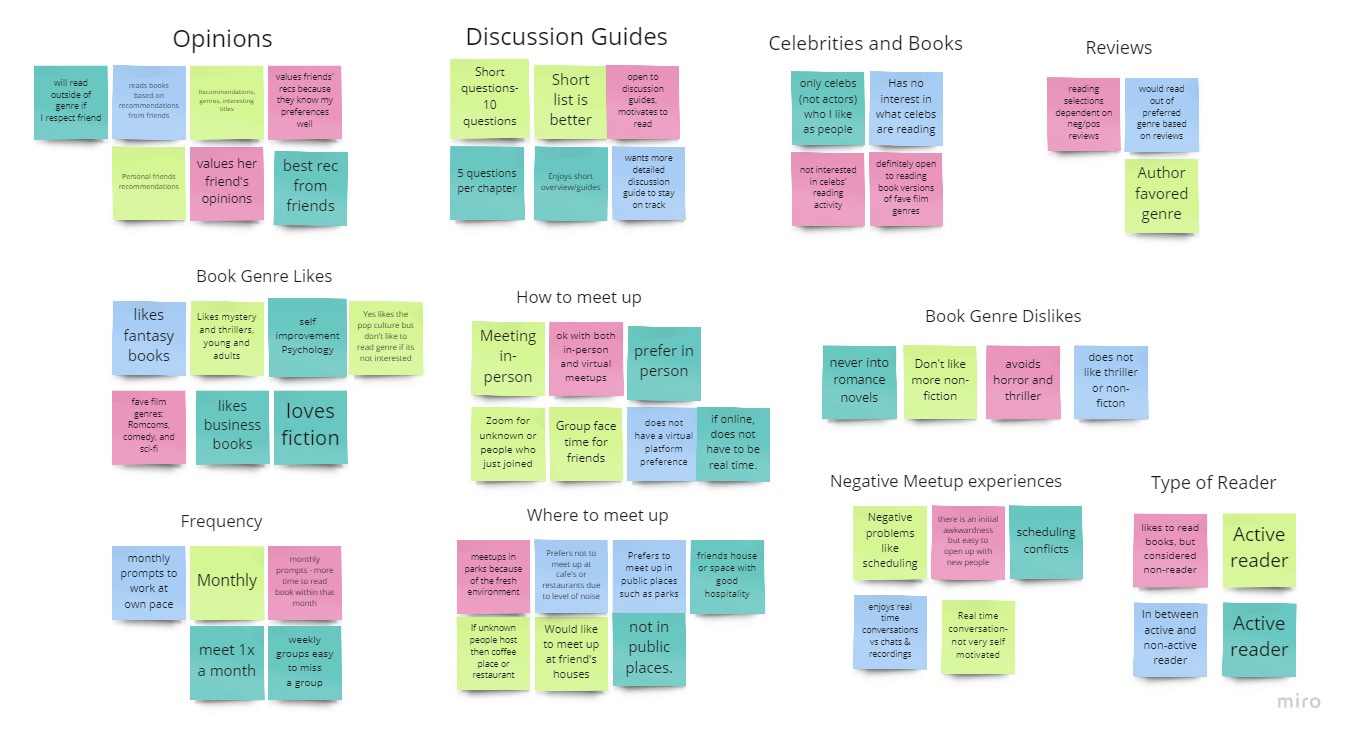 Opinions
will read
outside of
genre if
I respect friend
reads books
based on
recommendations
from friends
Recommendations,
genres, interesting
titles
values friends'
recs because
they know my
preferences
well
Personal friends
recommendations
values her
friend's
opinions
best rec
from
friends
Discussion Guides
Short
questions-
10
questions
Short
list is
better
open to
discussion
guides,
motivates to
read
5 questions
per chapter
Enjoys short
overview/guides
wants more
detailed
discussion
guide to stay
on track
Celebrities and Books
only celebs
(not actors)
who I like
as people
Has no
interest in
what celebs
are reading
not interested
in celebs'
reading
activity
definitely open
to reading
book versions
of fave film
genres
Reviews
reading
selections
dependent on
neg/pos
reviews
would read
out of
preferred
genre based
on reviews
Author
favored
genre
Book Genre Likes
likes
fantasy
books
Likes mystery
and thrillers,
young and
adults
self
improvement
Psychology
Yes likes the
pop culture but
don't like to
read genre if its
not interested
fave film
genres:
Romcoms,
comedy, and
sci-fi
likes
business
books
loves
fiction
How to meet up
Meeting
in-
person
ok with both
in-person
and virtual
meetups
prefer in
person
Zoom for
unknown or
people who
just joined
Group face
time for
friends
does not
have a virtual
platform
preference
if online,
does not
have to be
real time.
Book Genre Dislikes
never into
romance
novels
Don't like
more non-
fiction
avoids
horror and
thriller
does not
like thriller
or non-
ficton
Frequency
monthly
prompts to
work at
own pace
Monthly
monthly
prompts - more
time to read
book within that
month
meet 1x
a month
weekly
groups easy
to miss
a group
Where to meet up
meetups in
parks because
of the fresh
environment
Prefers not to
meet up at
cafe's or
restaurants due
to level of noise
Prefers to
meet up in
public places
such as parks
friends house
or space with
good
hospitality
If unknown
people host
then coffee
place or
restaurant
Would like
to meet up
at friend's
houses
not in
public
places.
Negative Meetup experiences
Negative
problems
like
scheduling
there is an initial
awkwardness
but easy to
open up with
new people
scheduling
conflicts
enjoys real
time
conversations
vs chats &
recordings
Real time
conversation-
not very self
motivated
Type of Reader
likes to read
books, but
considered
non-reader
Active
reader
In between
active and
non-active
reader
Active
reader
miro